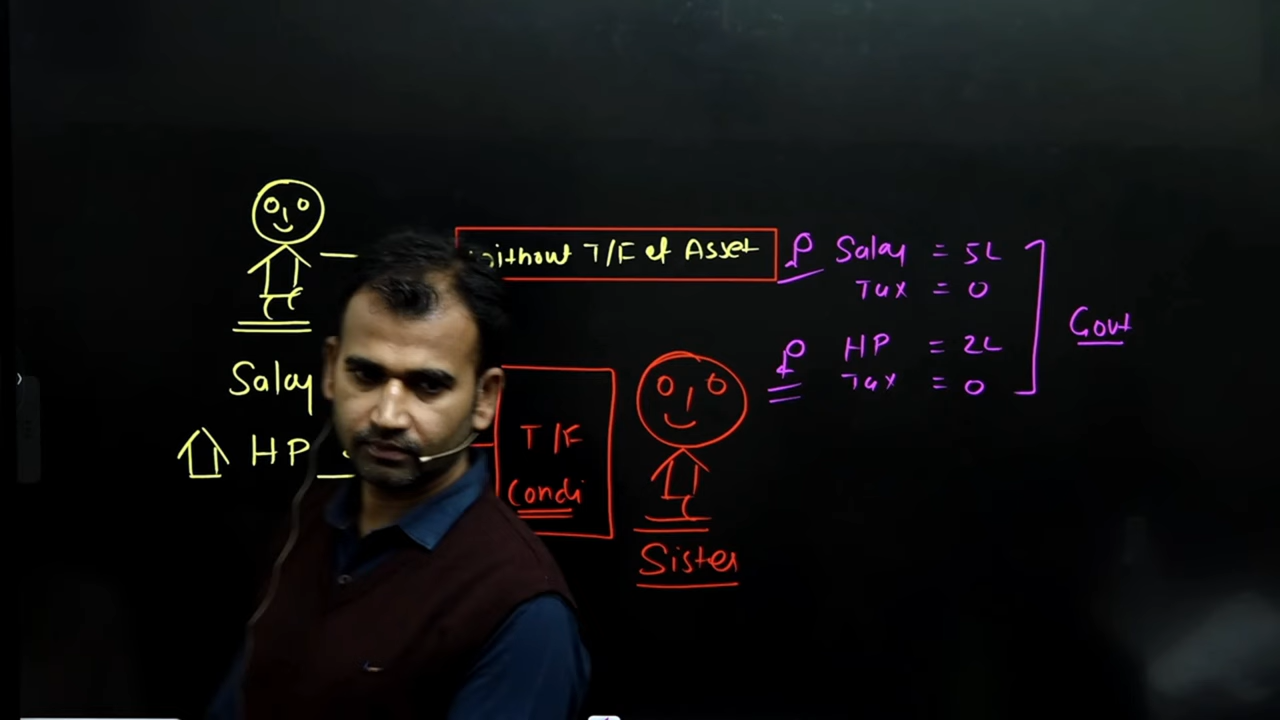 without T/F of Asset
Salary = 5L
Tax = 0
HP = 2L
Tax = 0
Govt
Salary
HP
T/F
Condi
Sister